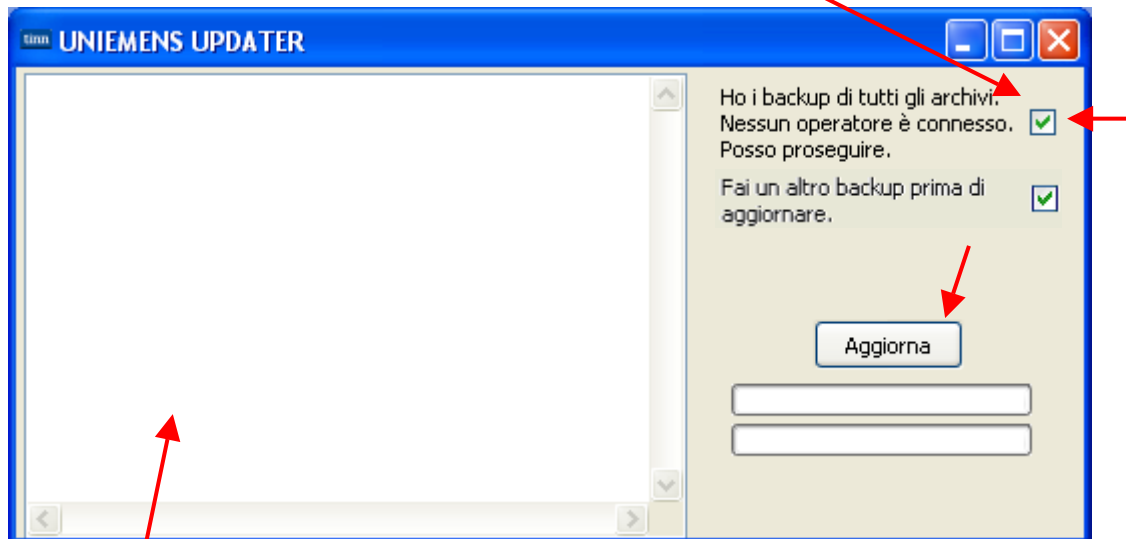 tinn UNIEMENS UPDATER
Ho i backup di tutti gli archivi.
Nessun operatore è connesso.
Posso proseguire.
Fai un altro backup prima di
aggiornare.
Aggiorna